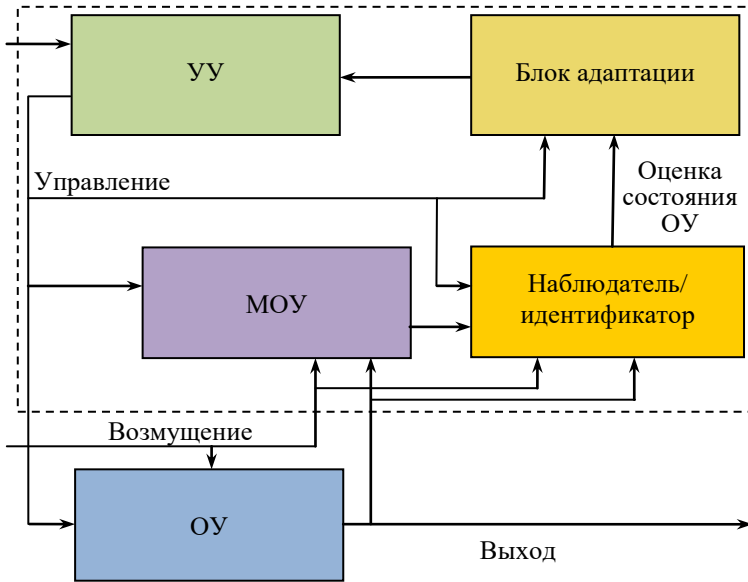 УУ
Блок адаптации
Управление
Оценка
состояния
ОУ
МОУ
Наблюдатель/
идентификатор
Возмущение
ОУ
Выход